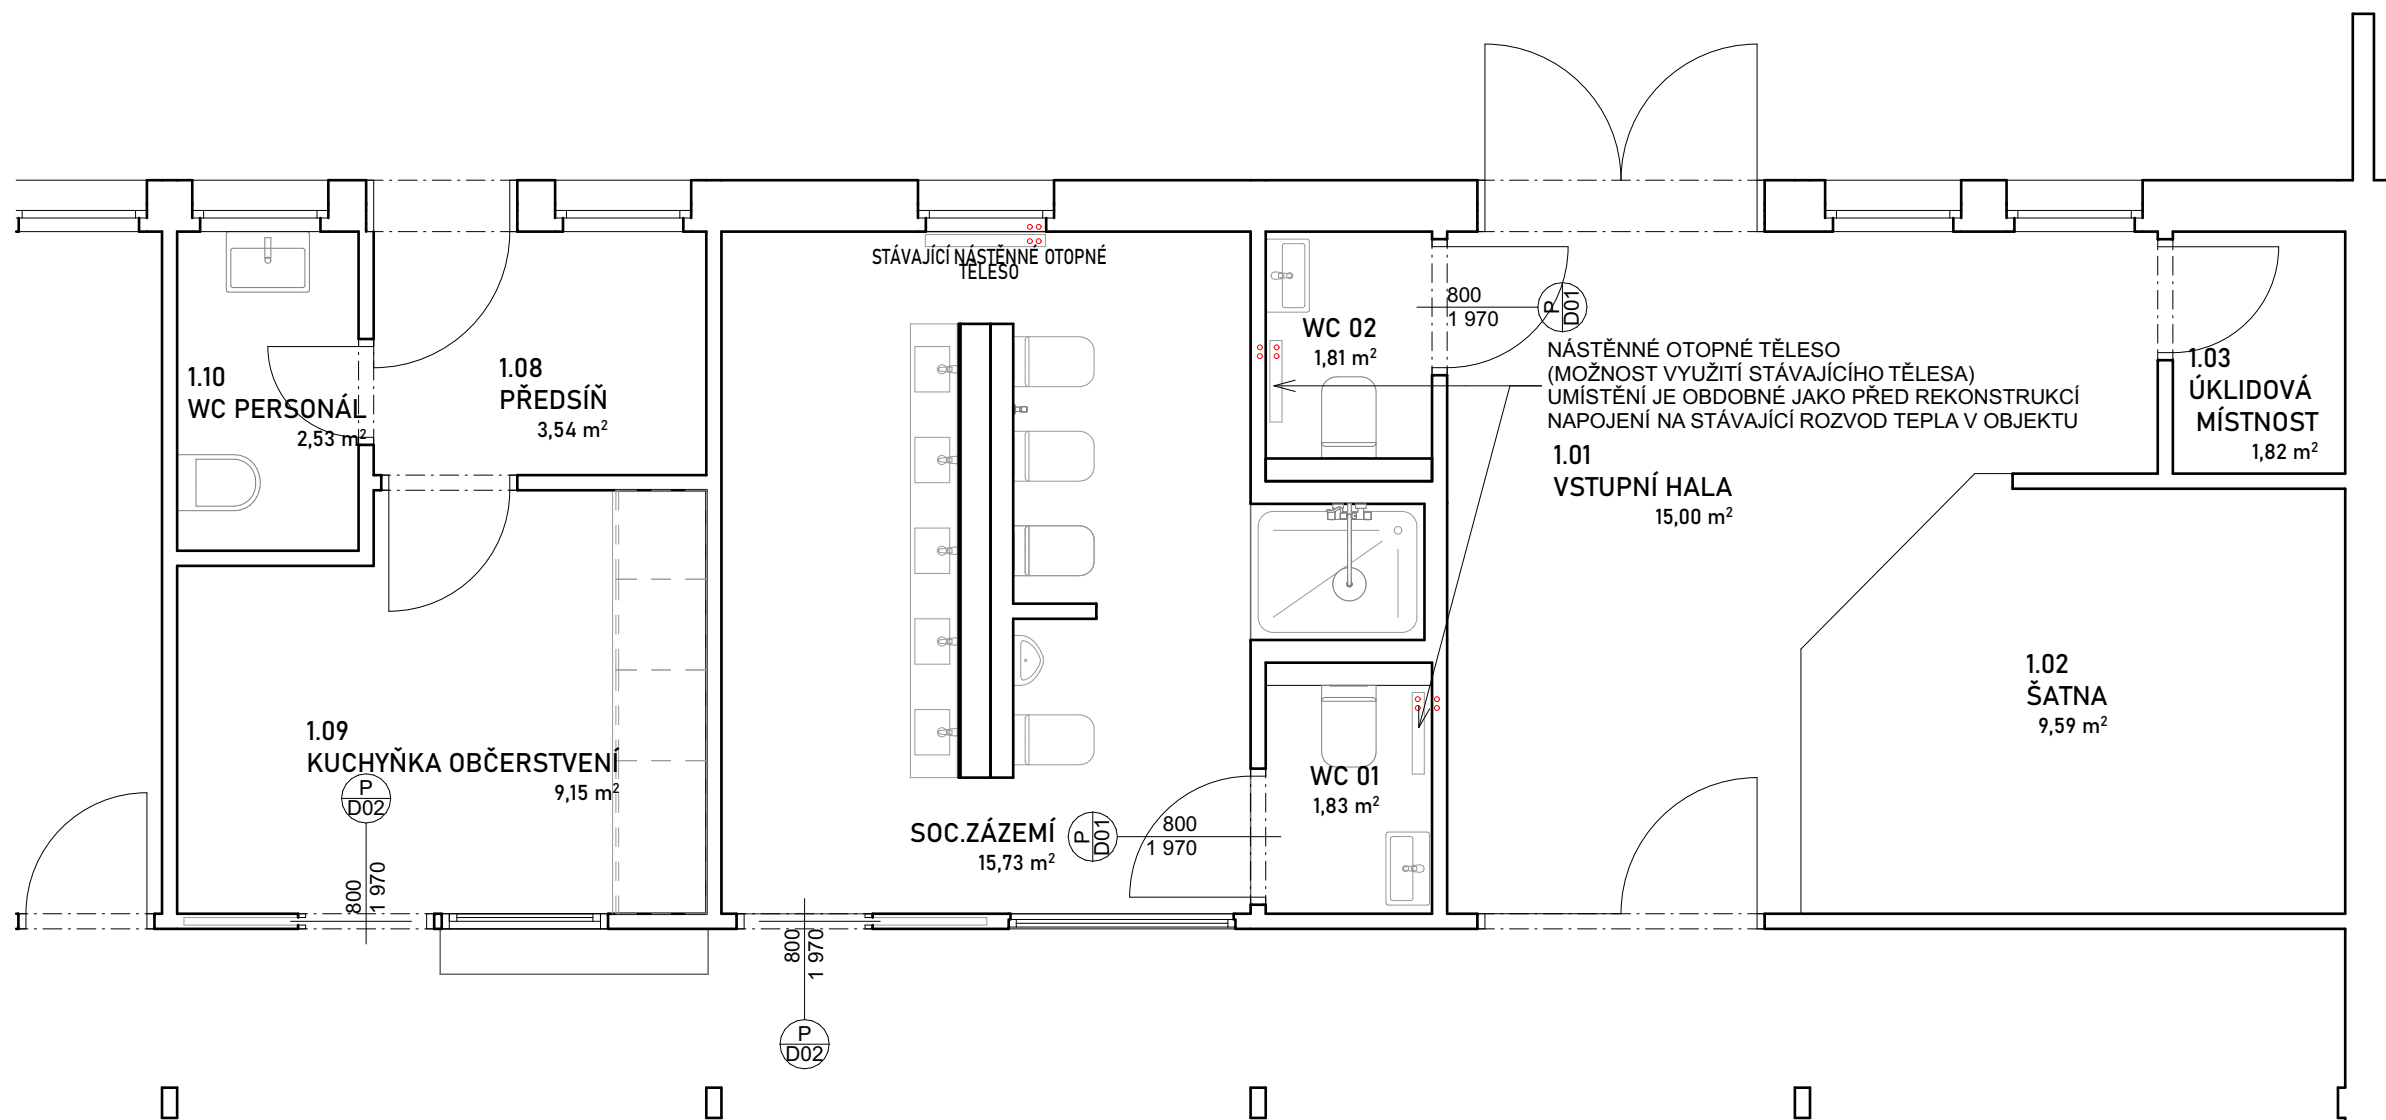 STÁVAJÍCÍ NÁSTĚNNÉ OTOPNÉ
TĚLESO
1.10
WC PERSONÁL
2,53 m²
1.08
PŘEDSÍŇ
3,54 m²
WC 02
1,81 m²
800
1 970
P
D01
NÁSTĚNNÉ OTOPNÉ TĚLESO
(MOŽNOST VYUŽITÍ STÁVAJÍCÍHO TĚLESA)
UMÍSTĚNÍ JE OBDOBNÉ JAKO PŘED REKONSTRUKCÍ
NAPOJENÍ NA STÁVAJÍCÍ ROZVOD TEPLA V OBJEKTU
1.03
ÚKLIDOVÁ
MÍSTNOST
1,82 m²
1.01
VSTUPNÍ HALA
15,00 m²
1.02
ŠATNA
9,59 m²
1.09
KUCHYŇKA OBČERSTVENÍ
9,15 m²
P
D02
800
1 970
SOC.ZÁZEMÍ
15,73 m²
P
D01
800
1 970
WC 01
1,83 m²
800
1 970
P
D02